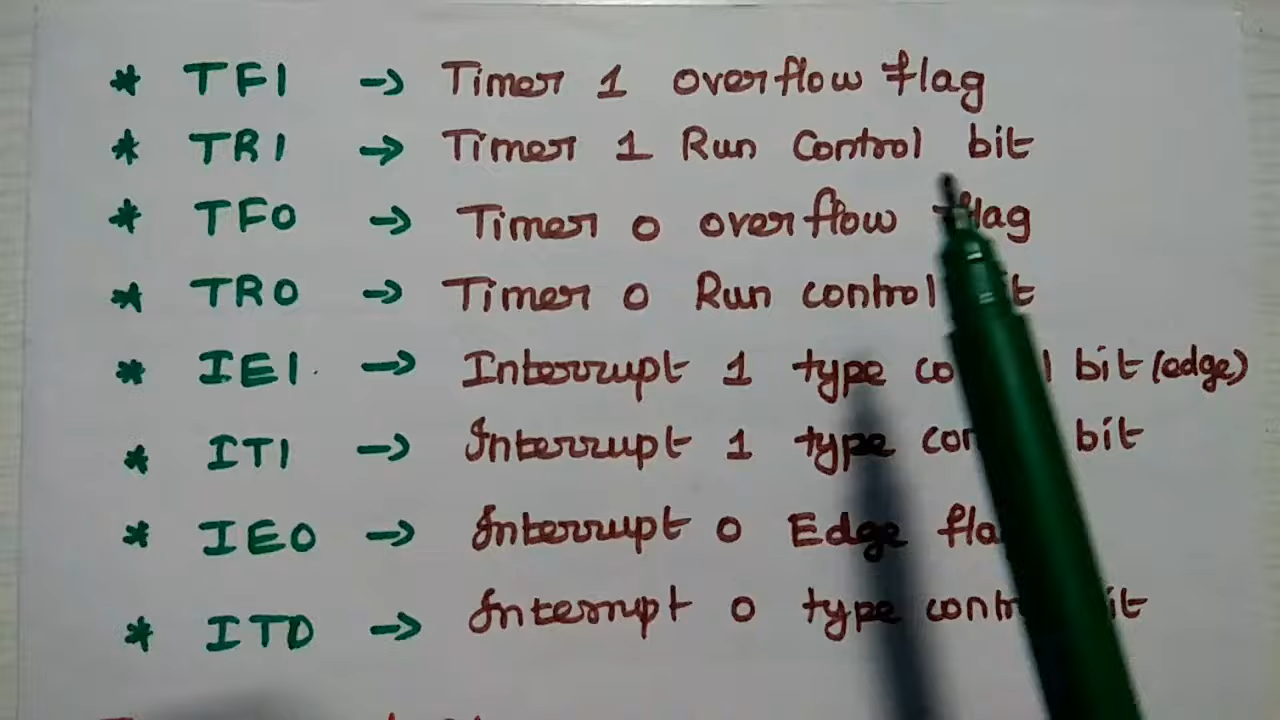 * TF1 → Timer 1 overflow flag
* TR1 → Timer 1 Run Control bit
* TF0 → Timer 0 overflow flag
* TR0 → Timer 0 Run control
* IE1 → Interrupt 1 type bit (edge)
* IT1 → Interrupt 1 type bit
* IE0 → Interrupt 0 Edge
* IT0 → Interrupt 0 type